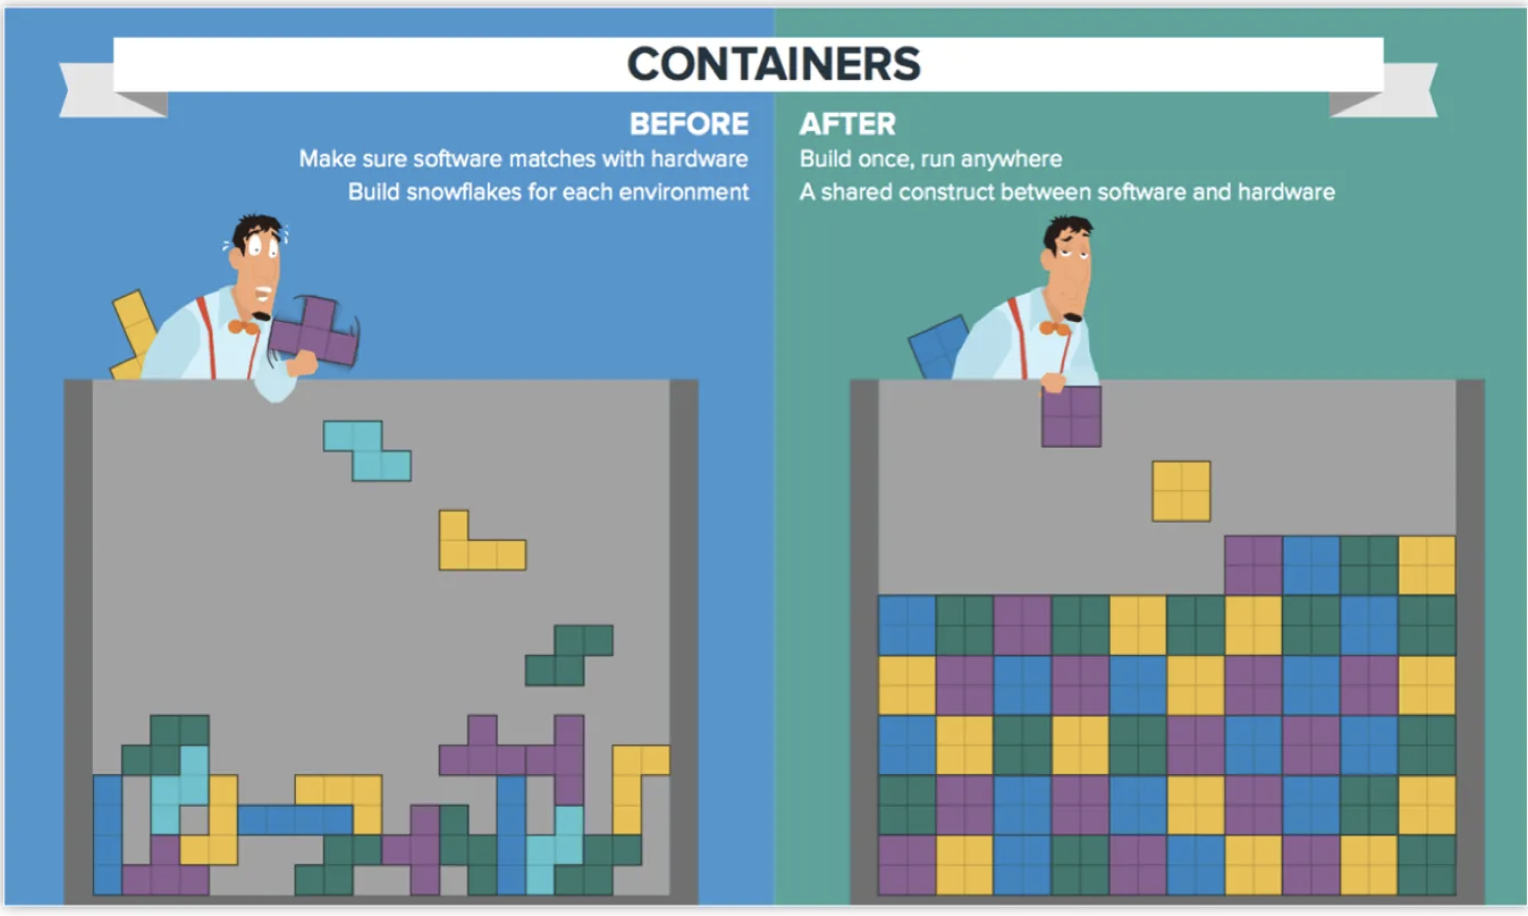 CONTAINERS
BEFORE
Make sure software matches with hardware
Build snowflakes for each environment
AFTER
Build once, run anywhere
A shared construct between software and hardware